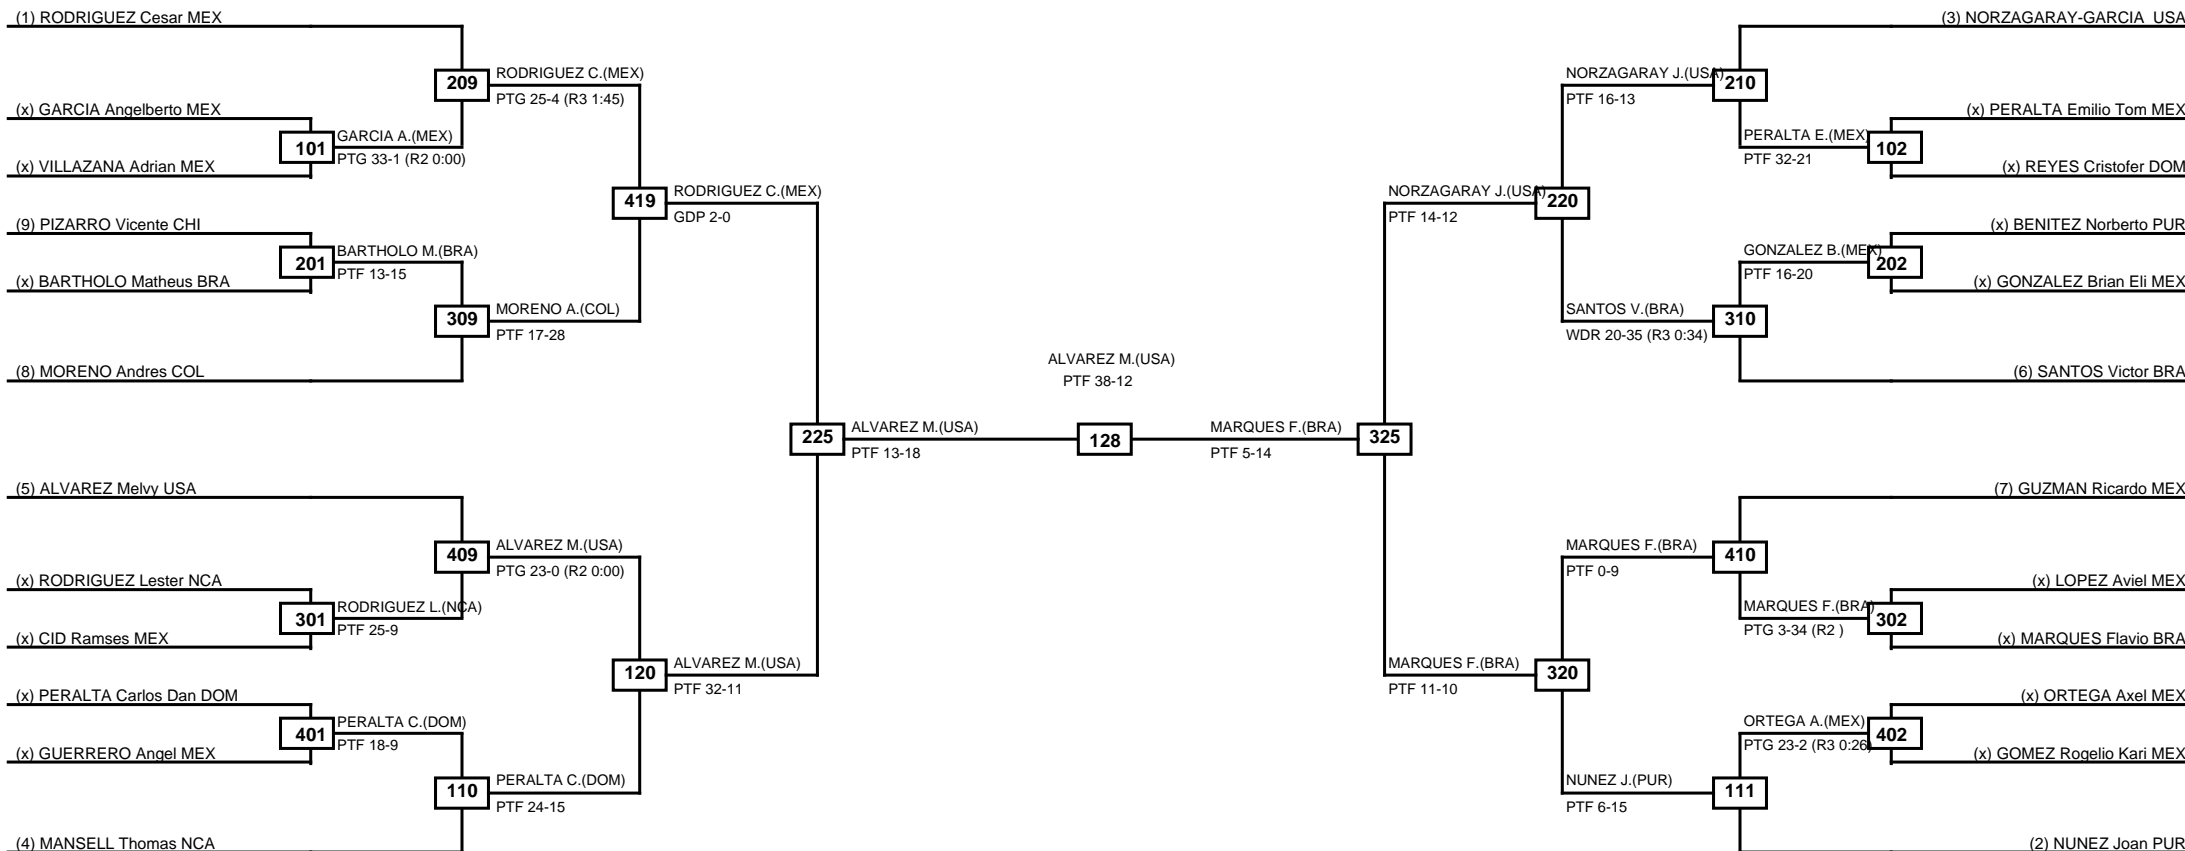 (1) RODRIGUEZ Cesar MEX
(x) GARCIA Angelberto MEX
(x) VILLAZANA Adrian MEX
(9) PIZARRO Vicente CHI
(x) BARTHOLO Matheus BRA
(8) MORENO Andres COL
(5) ALVAREZ Melvy USA
(x) RODRIGUEZ Lester NCA
(x) CID Ramses MEX
(x) PERALTA Carlos Dan DOM
(x) GUERRERO Angel MEX
(4) MANSELL Thomas NCA
101
GARCIA A.(MEX)
PTG 33-1 (R2 0:00)
201
BARTHOLO M.(BRA)
PTF 13-15
301
RODRIGUEZ L.(NCA)
PTF 25-9
401
PERALTA C.(DOM)
PTF 18-9
209
RODRIGUEZ C.(MEX)
PTG 25-4 (R3 1:45)
309
MORENO A.(COL)
PTF 17-28
409
ALVAREZ M.(USA)
PTG 23-0 (R2 0:00)
110
PERALTA C.(DOM)
PTF 24-15
419
RODRIGUEZ C.(MEX)
GDP 2-0
120
ALVAREZ M.(USA)
PTF 32-11
225
ALVAREZ M.(USA)
PTF 13-18
ALVAREZ M.(USA)
PTF 38-12
128
MARQUES F.(BRA)
PTF 5-14
325
NORZAGARAY J.(USA)
PTF 14-12
220
MARQUES F.(BRA)
PTF 11-10
320
NORZAGARAY J.(USA)
PTF 16-13
210
SANTOS V.(BRA)
WDR 20-35 (R3 0:34)
310
MARQUES F.(BRA)
PTF 0-9
410
NUNEZ J.(PUR)
PTF 6-15
111
PERALTA E.(MEX)
PTF 32-21
102
GONZALEZ B.(MEX)
PTF 16-20
202
MARQUES F.(BRA)
PTG 3-34 (R2 )
302
ORTEGA A.(MEX)
PTG 23-2 (R3 0:26)
402
(3) NORZAGARAY-GARCIA USA
(x) PERALTA Emilio Tom MEX
(x) REYES Cristofer DOM
(x) BENITEZ Norberto PUR
(x) GONZALEZ Brian Eli MEX
(6) SANTOS Victor BRA
(7) GUZMAN Ricardo MEX
(x) LOPEZ Aviel MEX
(x) MARQUES Flavio BRA
(x) ORTEGA Axel MEX
(x) GOMEZ Rogelio Kari MEX
(2) NUNEZ Joan PUR